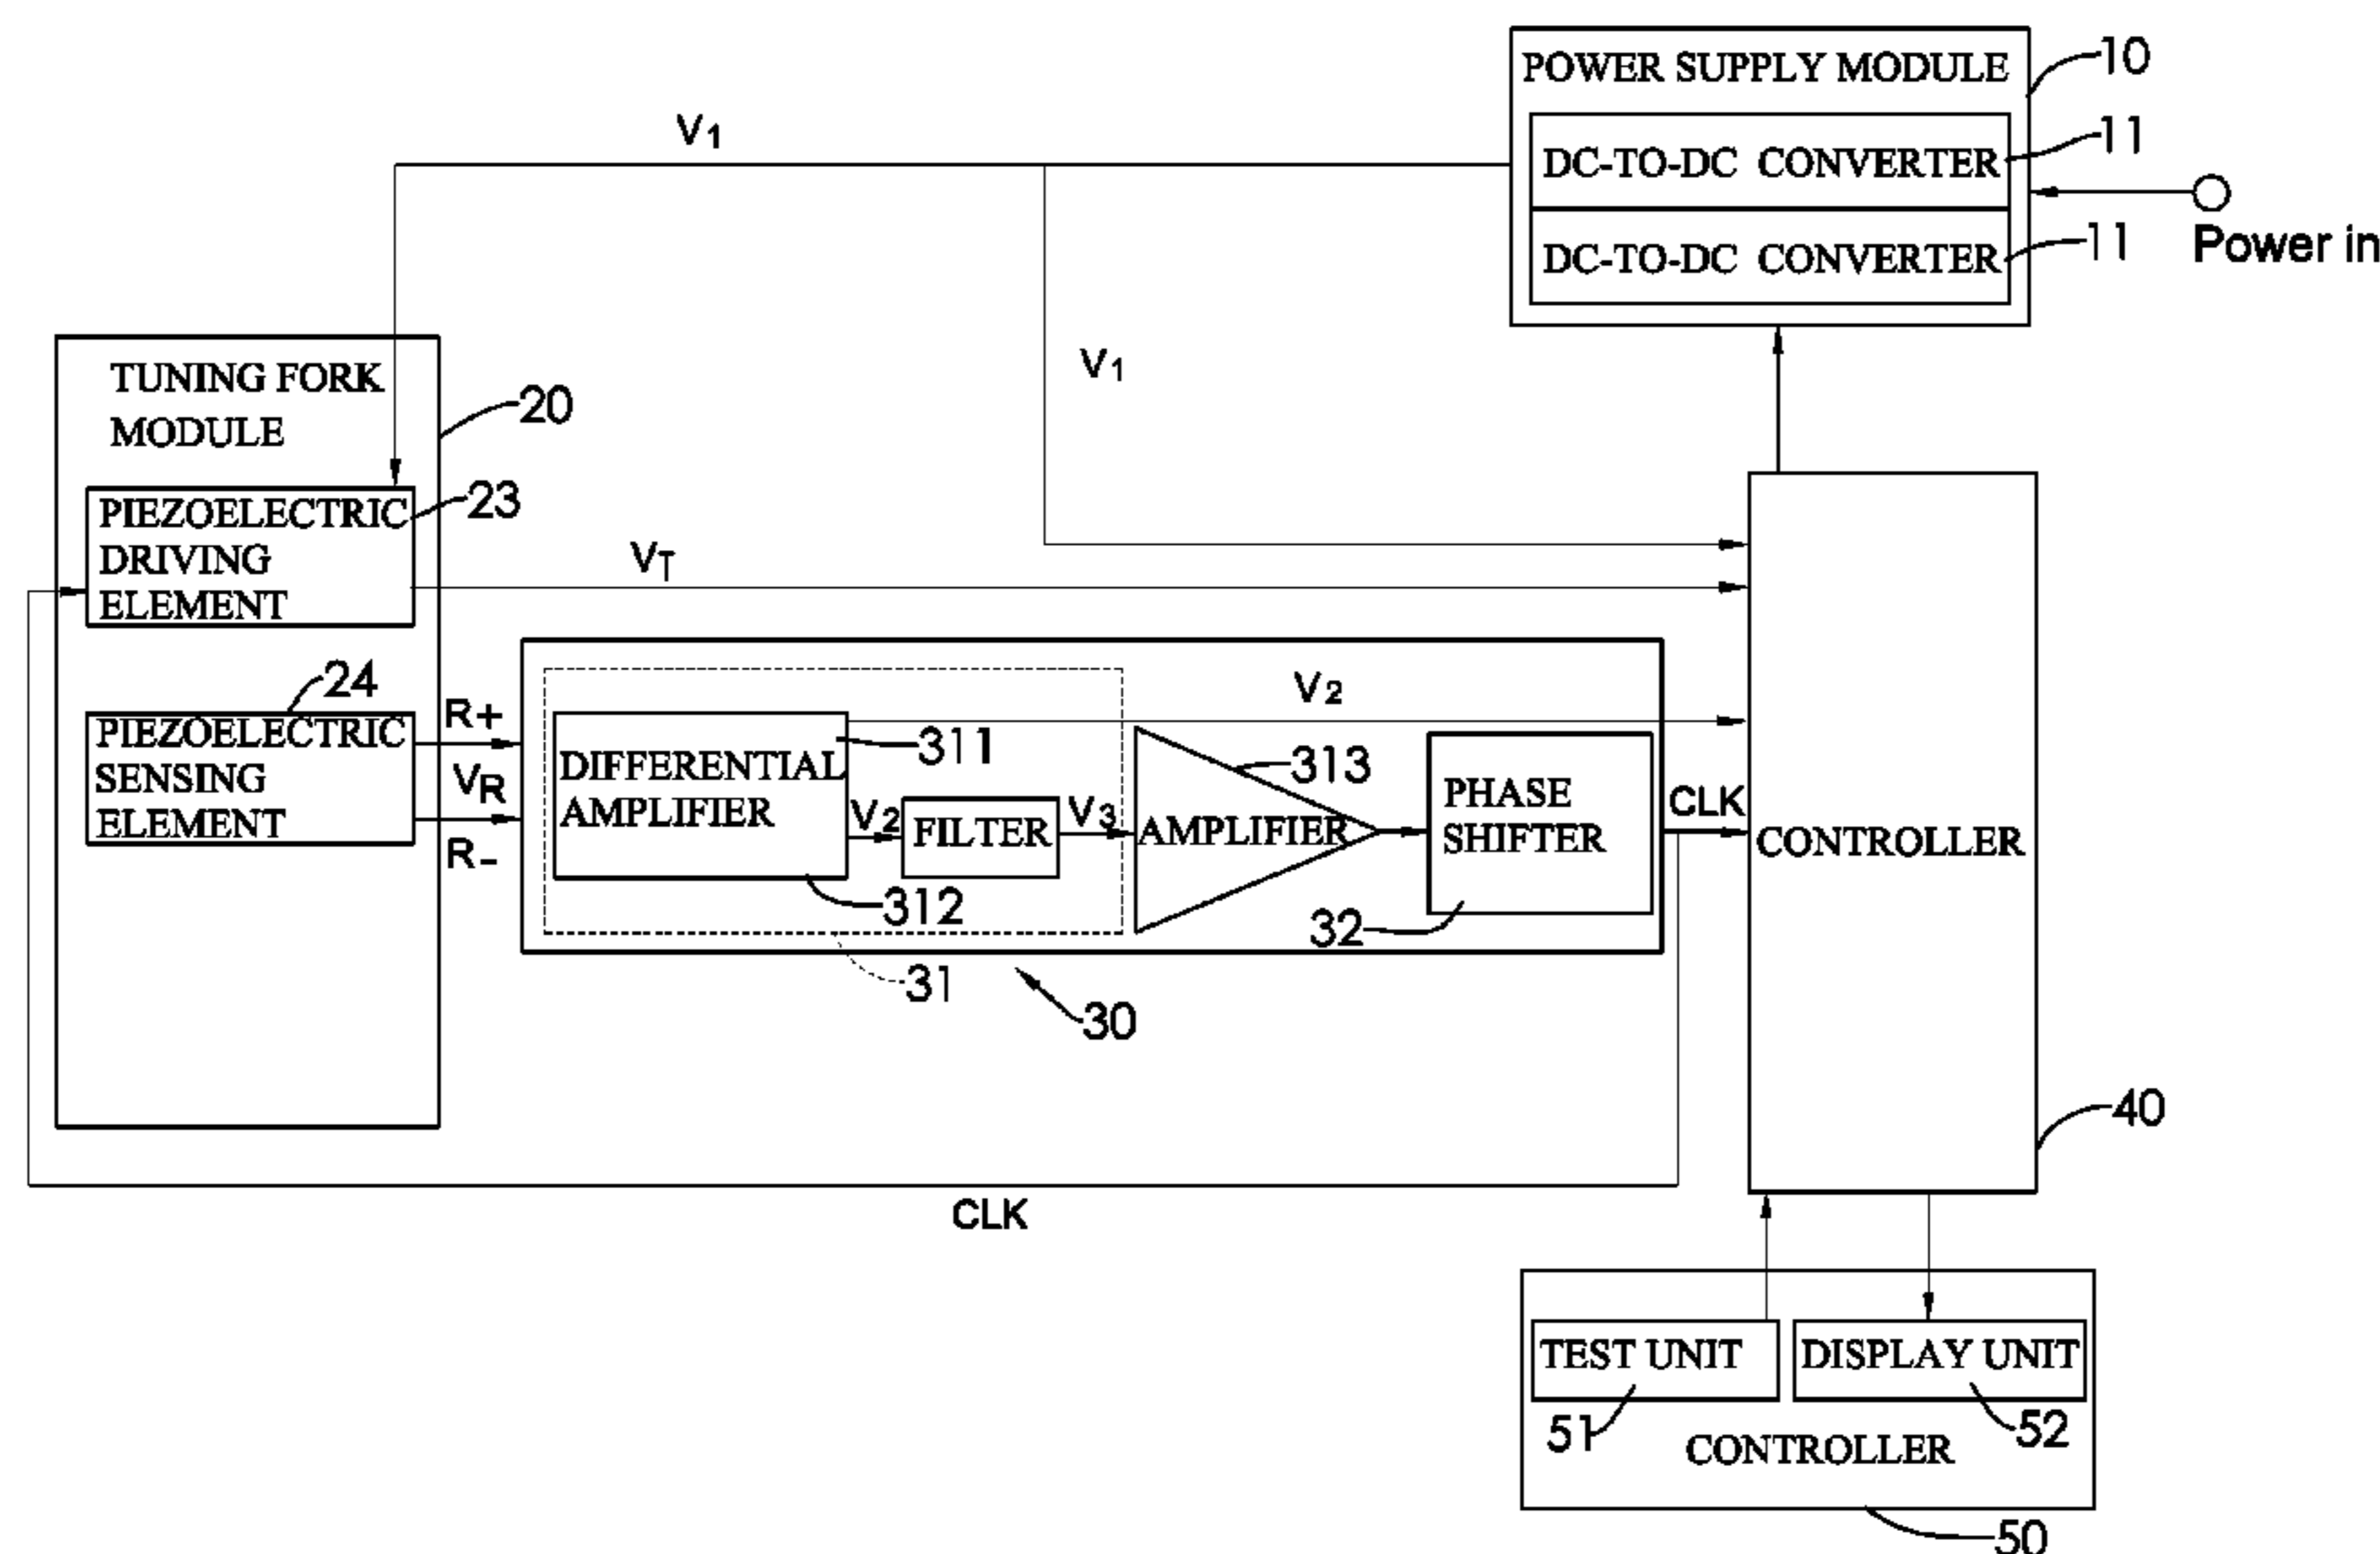 POWER SUPPLY MODULE
10
DC-TO-DC CONVERTER
11
DC-TO-DC CONVERTER
11
Power in
V1
V1
TUNING FORK
MODULE
20
PIEZOELECTRIC
DRIVING
ELEMENT
23
VT
24
PIEZOELECTRIC
SENSING
ELEMENT
R+
VR
R-
DIFFERENTIAL
AMPLIFIER
311
312
V2
V2
FILTER
V3
AMPLIFIER
313
PHASE
SHIFTER
32
31
30
CLK
CONTROLLER
40
CLK
TEST UNIT
51
DISPLAY UNIT
52
CONTROLLER
50